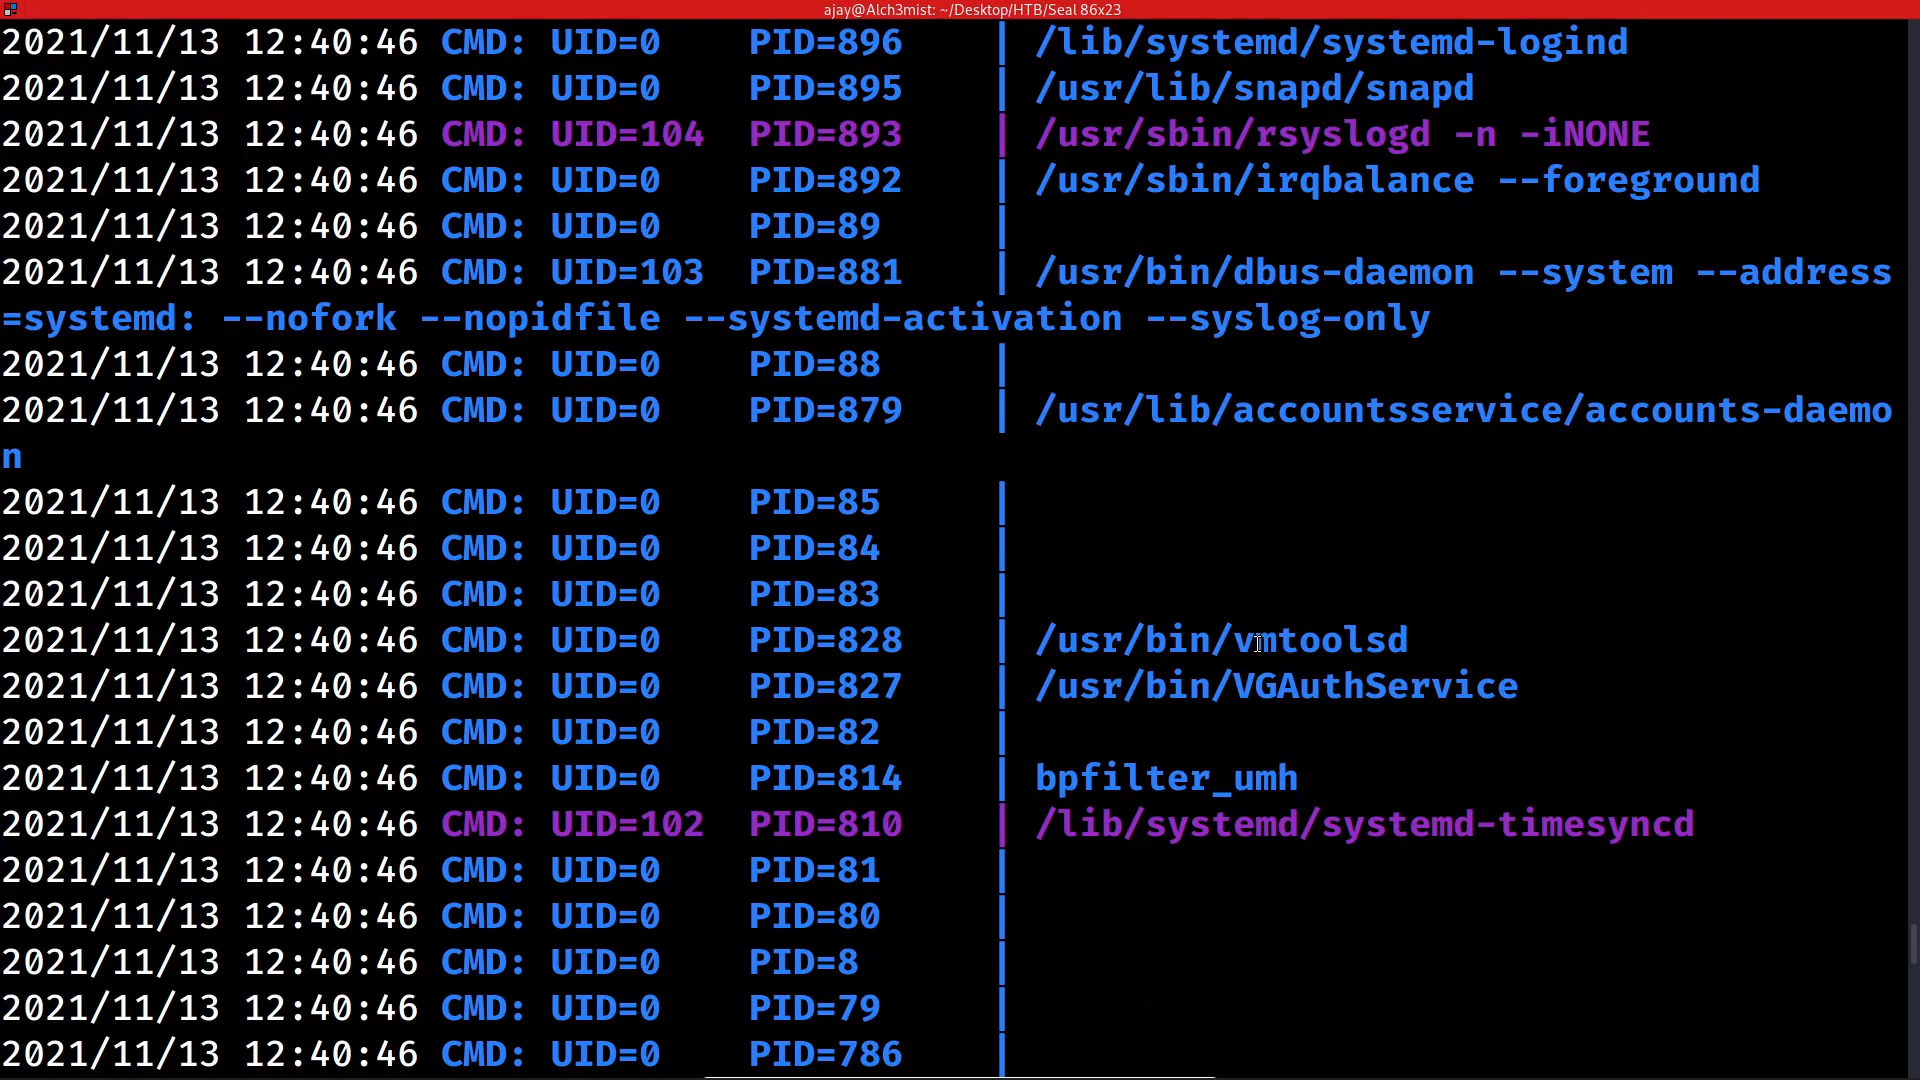 ajay@Alch3mist: ~/Desktop/HTB/Seal 86x23
2021/11/13 12:40:46 CMD: UID=0    PID=896    | /lib/systemd/systemd-logind
2021/11/13 12:40:46 CMD: UID=0    PID=895    | /usr/lib/snapd/snapd
2021/11/13 12:40:46 CMD: UID=104  PID=893    | /usr/sbin/rsyslogd -n -iNONE
2021/11/13 12:40:46 CMD: UID=0    PID=892    | /usr/sbin/irqbalance --foreground
2021/11/13 12:40:46 CMD: UID=0    PID=89     |
2021/11/13 12:40:46 CMD: UID=103  PID=881    | /usr/bin/dbus-daemon --system --address
=systemd: --nofork --nopidfile --systemd-activation --syslog-only
2021/11/13 12:40:46 CMD: UID=0    PID=88     |
2021/11/13 12:40:46 CMD: UID=0    PID=879    | /usr/lib/accountsservice/accounts-daemo
n
2021/11/13 12:40:46 CMD: UID=0    PID=85     |
2021/11/13 12:40:46 CMD: UID=0    PID=84     |
2021/11/13 12:40:46 CMD: UID=0    PID=83     |
2021/11/13 12:40:46 CMD: UID=0    PID=828    | /usr/bin/vmtoolsd
2021/11/13 12:40:46 CMD: UID=0    PID=827    | /usr/bin/VGAuthService
2021/11/13 12:40:46 CMD: UID=0    PID=82     |
2021/11/13 12:40:46 CMD: UID=0    PID=814    | bpfilter_umh
2021/11/13 12:40:46 CMD: UID=102  PID=810    | /lib/systemd/systemd-timesyncd
2021/11/13 12:40:46 CMD: UID=0    PID=81     |
2021/11/13 12:40:46 CMD: UID=0    PID=80     |
2021/11/13 12:40:46 CMD: UID=0    PID=8      |
2021/11/13 12:40:46 CMD: UID=0    PID=79     |
2021/11/13 12:40:46 CMD: UID=0    PID=786    |